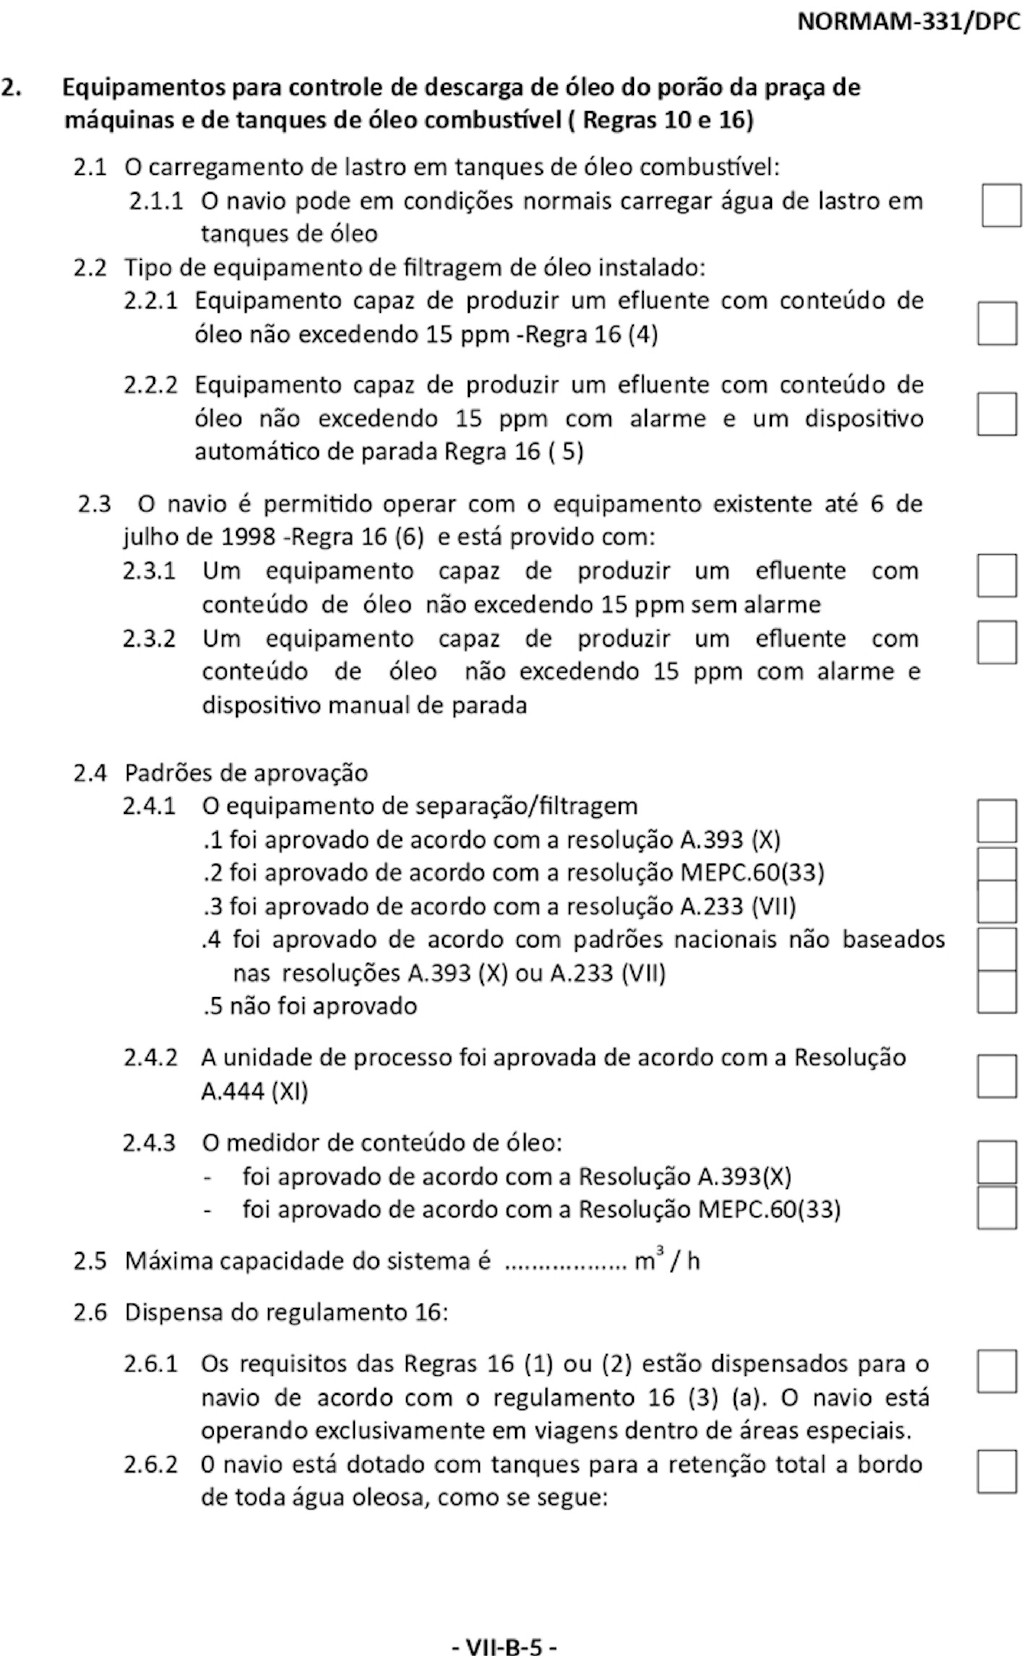 NORMAM-331/DPC
2. Equipamentos para controle de descarga de óleo do porão da praça de
máquinas e de tanques de óleo combustível ( Regras 10 e 16)
2.1 O carregamento de lastro em tanques de óleo combustível:
2.1.1 O navio pode em condições normais carregar água de lastro em
tanques de óleo
2.2 Tipo de equipamento de filtragem de óleo instalado:
2.2.1 Equipamento capaz de produzir um efluente com conteúdo de
óleo não excedendo 15 ppm -Regra 16 (4)
2.2.2 Equipamento capaz de produzir um efluente com conteúdo de
óleo não excedendo 15 ppm com alarme e um dispositivo
automático de parada Regra 16 ( 5)
2.3 O navio é permitido operar com o equipamento existente até 6 de
julho de 1998 -Regra 16 (6) e está provido com:
2.3.1 Um equipamento capaz de produzir um efluente com
conteúdo de óleo não excedendo 15 ppm sem alarme
2.3.2 Um equipamento capaz de produzir um efluente com
conteúdo de óleo não excedendo 15 ppm com alarme e
dispositivo manual de parada
2.4 Padrões de aprovação
2.4.1 O equipamento de separação/filtragem
.1 foi aprovado de acordo com a resolução A.393 (X)
.2 foi aprovado de acordo com a resolução MEPC.60(33)
.3 foi aprovado de acordo com a resolução A.233 (VII)
.4 foi aprovado de acordo com padrões nacionais não baseados
nas resoluções A.393 (X) ou A.233 (VII)
.5 não foi aprovado
2.4.2 A unidade de processo foi aprovada de acordo com a Resolução
A.444 (XI)
2.4.3 O medidor de conteúdo de óleo:
- foi aprovado de acordo com a Resolução A.393(X)
- foi aprovado de acordo com a Resolução MEPC.60(33)
2.5 Máxima capacidade do sistema é .................. m³ / h
2.6 Dispensa do regulamento 16:
2.6.1 Os requisitos das Regras 16 (1) ou (2) estão dispensados para o
navio de acordo com o regulamento 16 (3) (a). O navio está
operando exclusivamente em viagens dentro de áreas especiais.
2.6.2 0 navio está dotado com tanques para a retenção total a bordo
de toda água oleosa, como se segue:
- VII-B-5 -